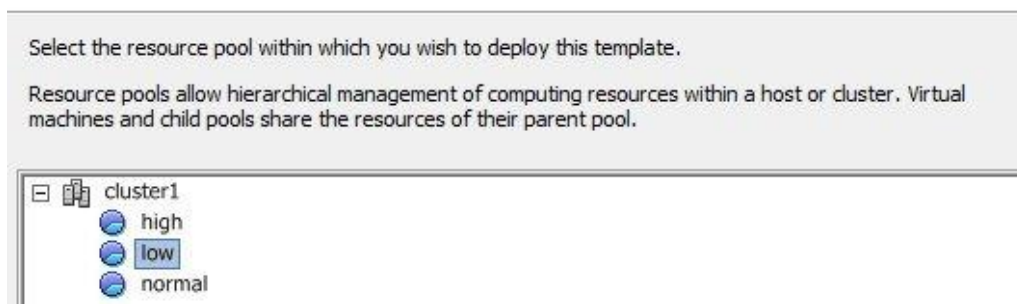 Select the resource pool within which you wish to deploy this template.
Resource pools allow hierarchical management of computing resources within a host or cluster. Virtual
machines and child pools share the resources of their parent pool.
cluster1
high
low
normal